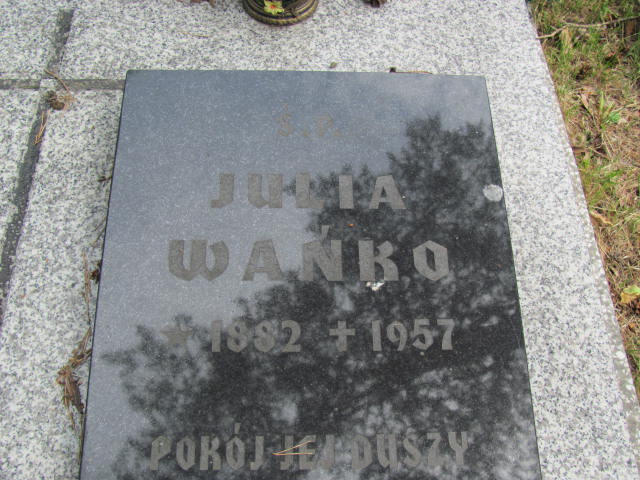 Ś.P.
JULIA
WAŃKO
★ 1882 ✝ 1957
POKÓJ JEJ DUSZY